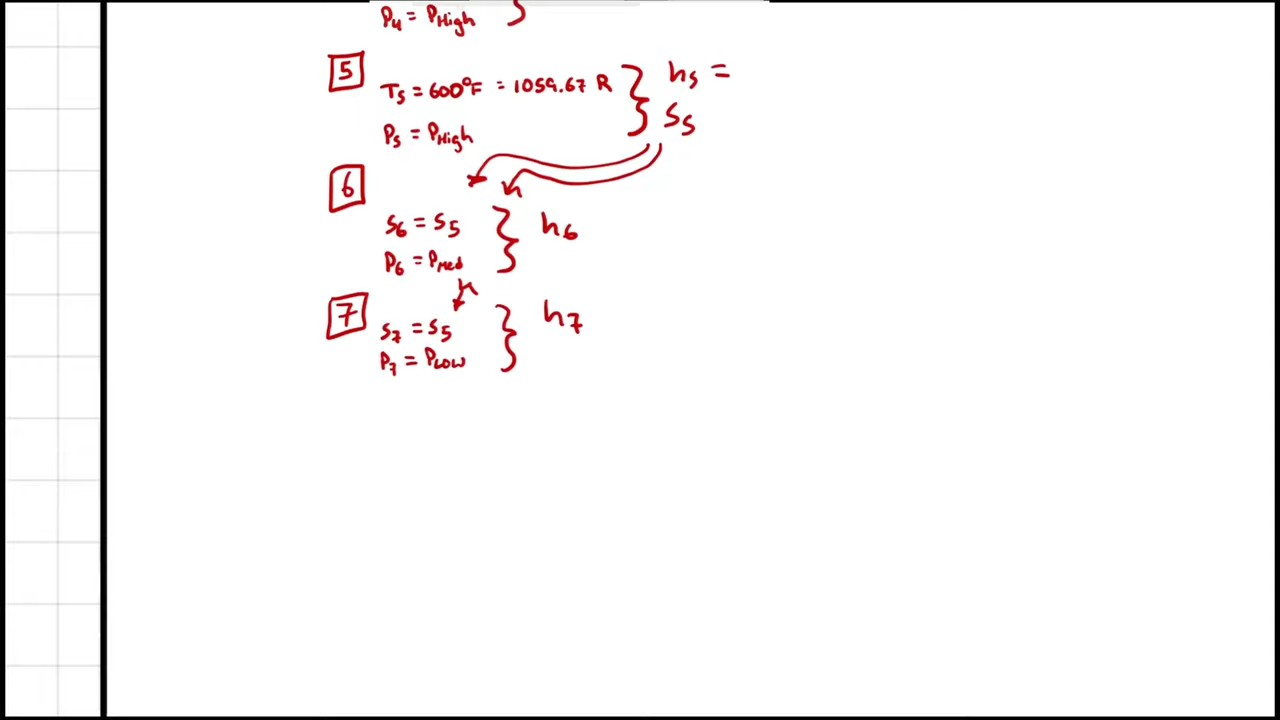 P4 = PHigh }
5
T5 = 600°F = 1059.67 R } h5 =
P5 = PHigh S5
6
S6 = S5 } h6
P6 = PMed
7
S7 = S5 } h7
P7 = PLOW